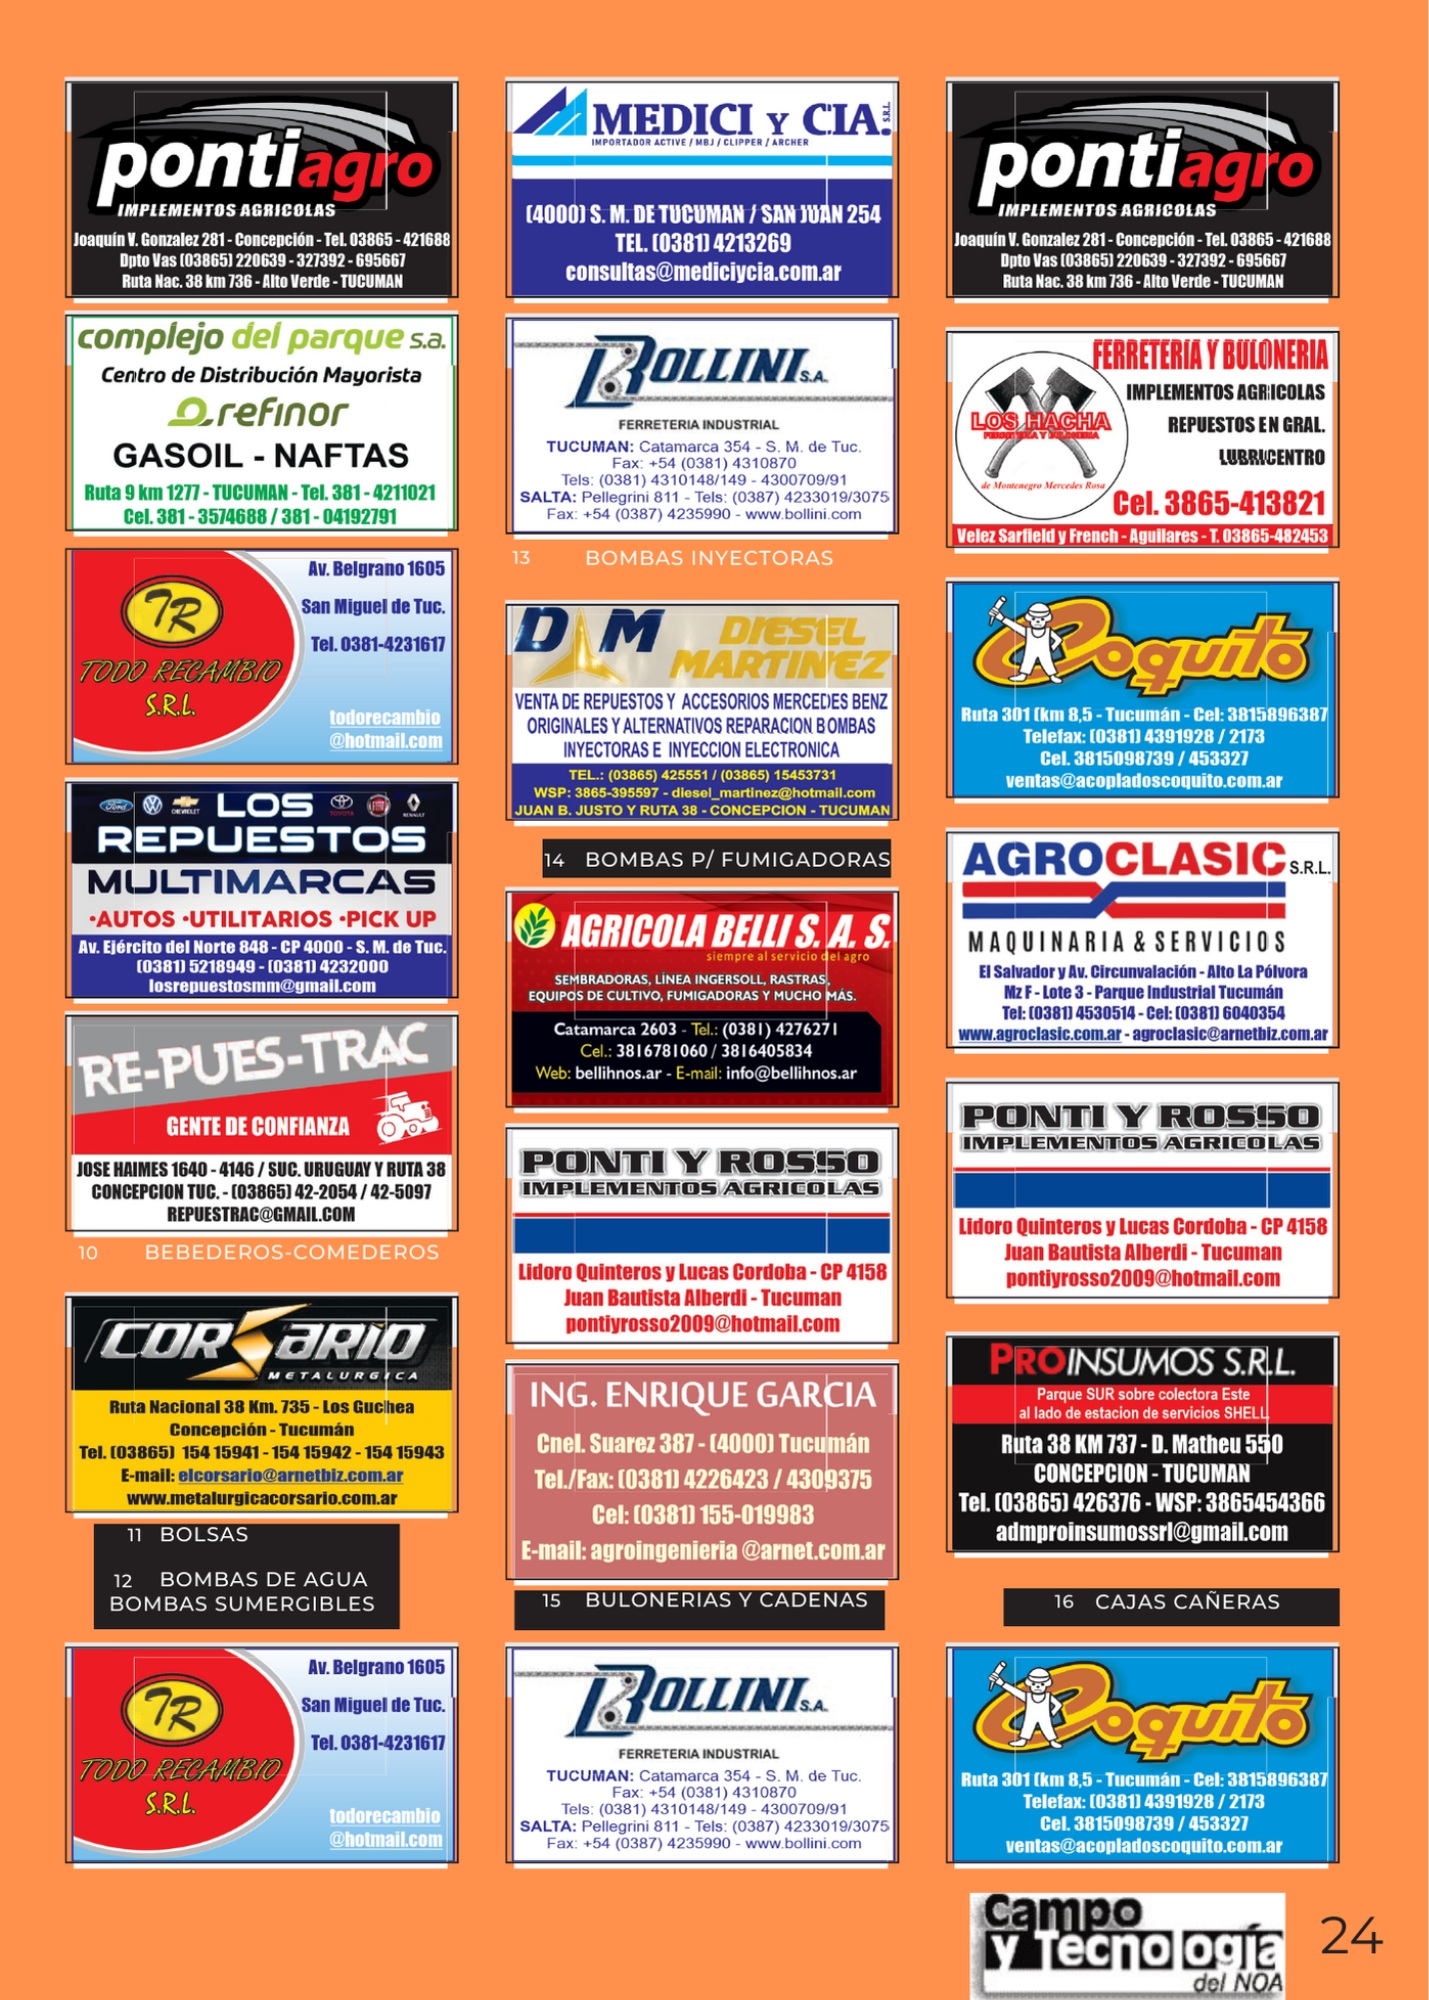 pontiagro
IMPLEMENTOS AGRICOLAS
Joaquín V. Gonzalez 281 - Concepción - Tel. 03865 - 421688
Dpto Vas (03865) 220639 - 327392 - 695667
Ruta Nac. 38 km 736 - Alto Verde - TUCUMAN
complejo del parque s.a.
Centro de Distribución Mayorista
refinor
GASOIL - NAFTAS
Ruta 9 km 1277 - TUCUMAN - Tel. 381 - 4211021
Cel. 381 - 3574688 / 381 - 04192791
Av. Belgrano 1605
San Miguel de Tuc.
Tel. 0381-4231617
TR
TODO RECAMBIO
S.R.L.
todorecambio
@hotmail.com
Ford CHEVROLET LOS TOYOTA FIAT RENAULT
REPUESTOS
MULTIMARCAS
•AUTOS •UTILITARIOS •PICK UP
Av. Ejército del Norte 848 - CP 4000 - S. M. de Tuc.
(0381) 5218949 - (0381) 4232000
losrepuestosmm@gmail.com
RE-PUES-TRAC
GENTE DE CONFIANZA
JOSE HAIMES 1640 - 4146 / SUC. URUGUAY Y RUTA 38
CONCEPCION TUC. - (03865) 42-2054 / 42-5097
REPUESTRAC@GMAIL.COM
10 BEBEDEROS-COMEDEROS
CORSARIO
METALURGICA
Ruta Nacional 38 Km. 735 - Los Guchea
Concepción - Tucumán
Tel. (03865) 154 15941 - 154 15942 - 154 15943
E-mail: elcorsario@arnetbiz.com.ar
www.metalurgicacorsario.com.ar
11 BOLSAS
12 BOMBAS DE AGUA
BOMBAS SUMERGIBLES
Av. Belgrano 1605
San Miguel de Tuc.
Tel. 0381-4231617
TR
TODO RECAMBIO
S.R.L.
todorecambio
@hotmail.com
MEDICI Y CIA. S.R.L.
IMPORTADOR ACTIVE / MBJ / CLIPPER / ARCHER
(4000) S. M. DE TUCUMAN / SAN JUAN 254
TEL. (0381) 4213269
consultas@mediciycia.com.ar
BOLLINI S.A.
FERRETERIA INDUSTRIAL
TUCUMAN: Catamarca 354 - S. M. de Tuc.
Fax: +54 (0381) 4310870
Tels: (0381) 4310148/149 - 4300709/91
SALTA: Pellegrini 811 - Tels: (0387) 4233019/3075
Fax: +54 (0387) 4235990 - www.bollini.com
13 BOMBAS INYECTORAS
DM DIESEL
MARTINEZ
VENTA DE REPUESTOS Y ACCESORIOS MERCEDES BENZ
ORIGINALES Y ALTERNATIVOS REPARACION BOMBAS
INYECTORAS E INYECCION ELECTRONICA
TEL.: (03865) 425551 / (03865) 15453731
WSP: 3865-395597 - diesel_martinez@hotmail.com
JUAN B. JUSTO Y RUTA 38 - CONCEPCION - TUCUMAN
14 BOMBAS P/ FUMIGADORAS
AGRICOLA BELLI S. A. S.
siempre al servicio del agro
SEMBRADORAS, LÍNEA INGERSOLL, RASTRAS,
EQUIPOS DE CULTIVO, FUMIGADORAS Y MUCHO MÁS.
Catamarca 2603 - Tel.: (0381) 4276271
Cel.: 3816781060 / 3816405834
Web: bellihnos.ar - E-mail: info@bellihnos.ar
PONTI Y ROSSO
IMPLEMENTOS AGRICOLAS
Lidoro Quinteros y Lucas Cordoba - CP 4158
Juan Bautista Alberdi - Tucuman
pontiyrosso2009@hotmail.com
ING. ENRIQUE GARCIA
Cnel. Suarez 387 - (4000) Tucumán
Tel./Fax: (0381) 4226423 / 4309375
Cel: (0381) 155-019983
E-mail: agroingenieria @arnet.com.ar
15 BULONERIAS Y CADENAS
BOLLINI S.A.
FERRETERIA INDUSTRIAL
TUCUMAN: Catamarca 354 - S. M. de Tuc.
Fax: +54 (0381) 4310870
Tels: (0381) 4310148/149 - 4300709/91
SALTA: Pellegrini 811 - Tels: (0387) 4233019/3075
Fax: +54 (0387) 4235990 - www.bollini.com
pontiagro
IMPLEMENTOS AGRICOLAS
Joaquín V. Gonzalez 281 - Concepción - Tel. 03865 - 421688
Dpto Vas (03865) 220639 - 327392 - 695667
Ruta Nac. 38 km 736 - Alto Verde - TUCUMAN
FERRETERIA Y BULONERIA
IMPLEMENTOS AGRICOLAS
REPUESTOS EN GRAL.
LUBRICENTRO
LOS HACHA
FERRETERIA Y BULONERIA
de Montenegro Mercedes Rosa
Cel. 3865-413821
Velez Sarfield y French - Aguilares - T. 03865-482453
Coquito
Ruta 301 (km 8,5 - Tucumán - Cel: 3815896387
Telefax: (0381) 4391928 / 2173
Cel. 3815098739 / 453327
ventas@acopladoscoquito.com.ar
AGROCLASIC S.R.L.
MAQUINARIA & SERVICIOS
El Salvador y Av. Circunvalación - Alto La Pólvora
Mz F - Lote 3 - Parque Industrial Tucumán
Tel: (0381) 4530514 - Cel: (0381) 6040354
www.agroclasic.com.ar - agroclasic@arnetbiz.com.ar
PONTI Y ROSSO
IMPLEMENTOS AGRICOLAS
Lidoro Quinteros y Lucas Cordoba - CP 4158
Juan Bautista Alberdi - Tucuman
pontiyrosso2009@hotmail.com
PROINSUMOS S.R.L.
Parque SUR sobre colectora Este
al lado de estacion de servicios SHELL
Ruta 38 KM 737 - D. Matheu 550
CONCEPCION - TUCUMAN
Tel. (03865) 426376 - WSP: 3865454366
admproinsumossrl@gmail.com
16 CAJAS CAÑERAS
Coquito
Ruta 301 (km 8,5 - Tucumán - Cel: 3815896387
Telefax: (0381) 4391928 / 2173
Cel. 3815098739 / 453327
ventas@acopladoscoquito.com.ar
Campo
y Tecnología
del NOA
24